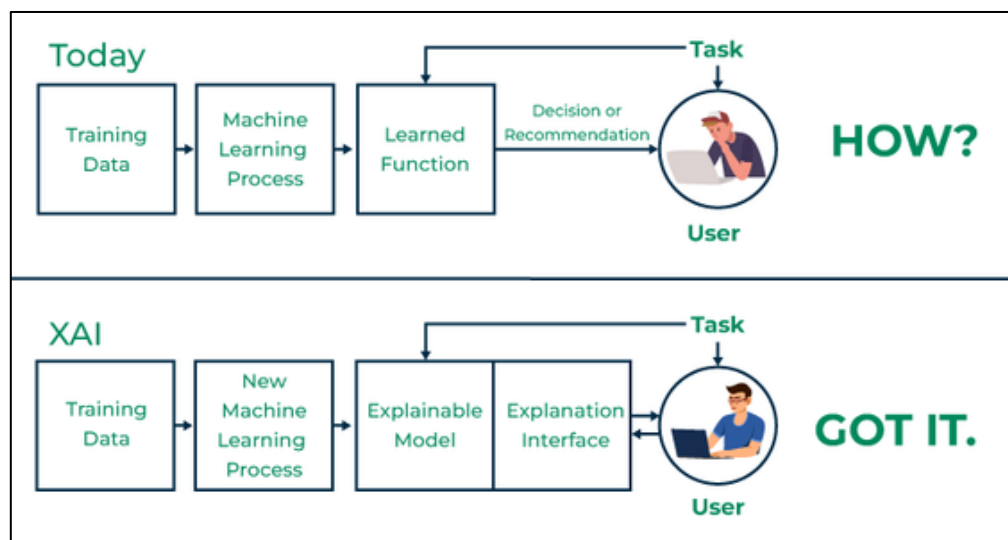 Today
Task
Training
Data
Machine
Learning
Process
Learned
Function
Decision or
Recommendation
HOW?
User
XAI
Task
Training
Data
New
Machine
Learning
Process
Explainable
Model
Explanation
Interface
GOT IT.
User